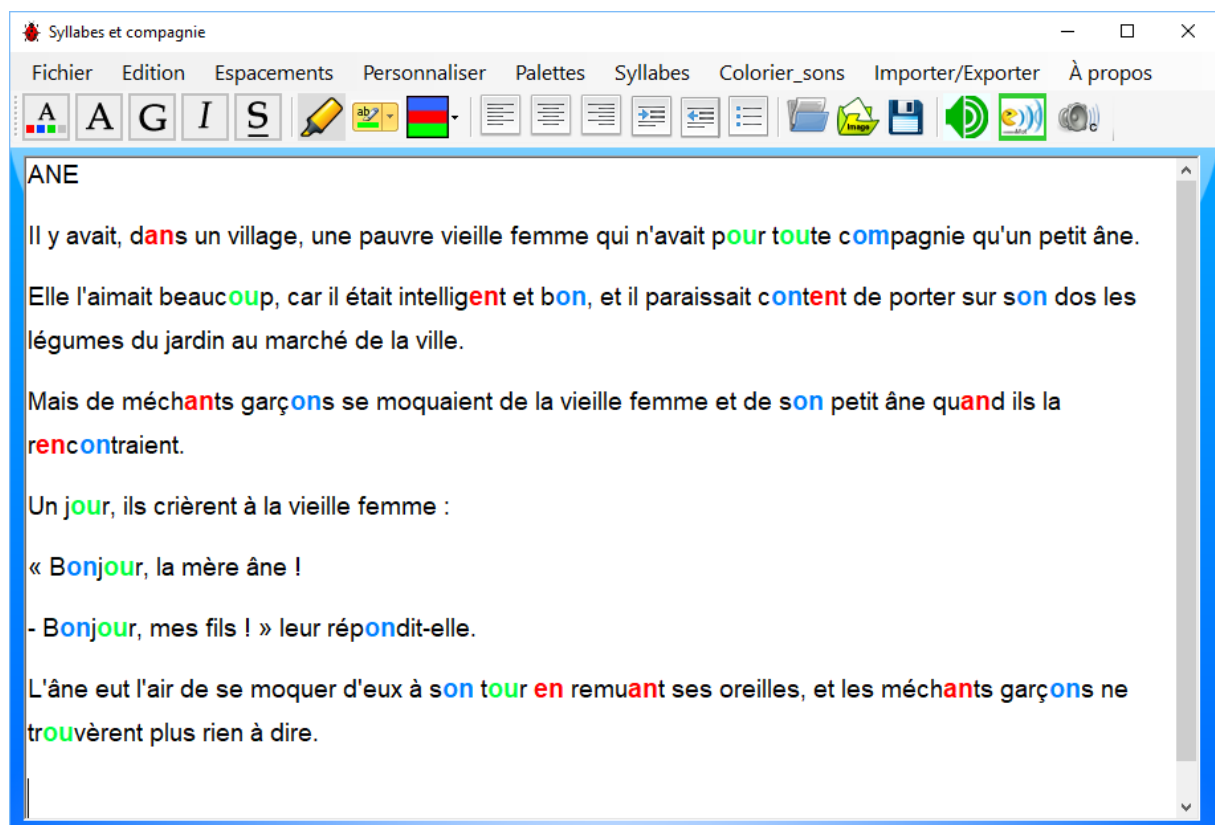 Syllabes et compagnie
Fichier Edition Espacements Personnaliser Palettes Syllabes Colorier_sons Importer/Exporter À propos
A A G I S ab Image Mot C
ANE
Il y avait, dans un village, une pauvre vieille femme qui n'avait pour toute compagnie qu'un petit âne.
Elle l'aimait beaucoup, car il était intelligent et bon, et il paraissait content de porter sur son dos les
légumes du jardin au marché de la ville.
Mais de méchants garçons se moquaient de la vieille femme et de son petit âne quand ils la
rencontraient.
Un jour, ils crièrent à la vieille femme :
« Bonjour, la mère âne !
- Bonjour, mes fils ! » leur répondit-elle.
L'âne eut l'air de se moquer d'eux à son tour en remuant ses oreilles, et les méchants garçons ne
trouvèrent plus rien à dire.